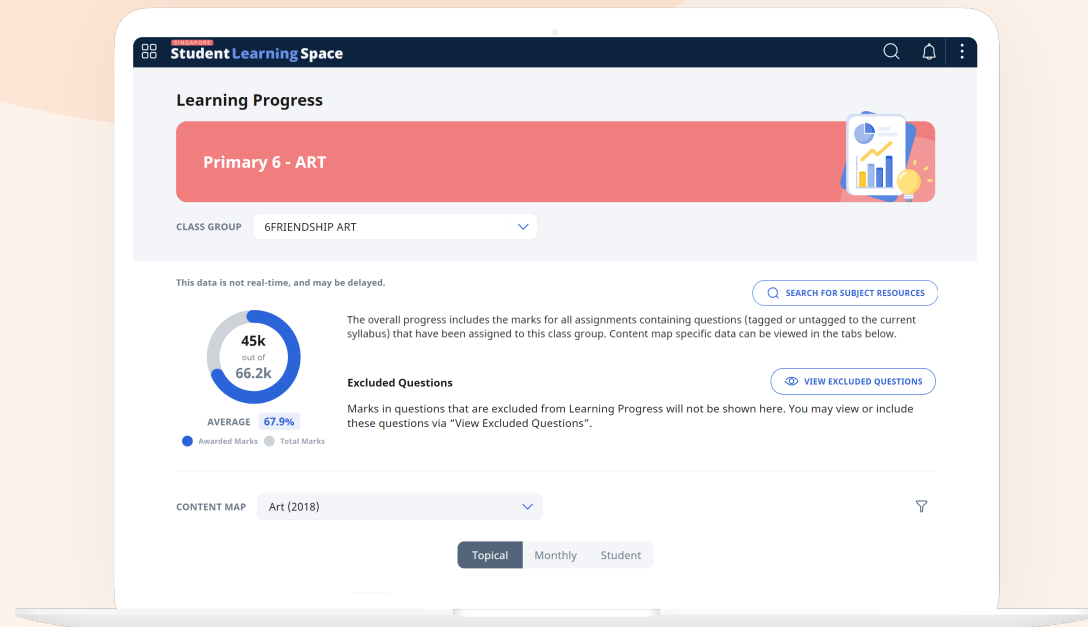 SINGAPORE
StudentLearningSpace
Learning Progress
Primary 6 - ART
CLASS GROUP 6FRIENDSHIP ART
This data is not real-time, and may be delayed.
SEARCH FOR SUBJECT RESOURCES
45k
out of
66.2k
AVERAGE 67.9%
Awarded Marks Total Marks
The overall progress includes the marks for all assignments containing questions (tagged or untagged to the current
syllabus) that have been assigned to this class group. Content map specific data can be viewed in the tabs below.
Excluded Questions
VIEW EXCLUDED QUESTIONS
Marks in questions that are excluded from Learning Progress will not be shown here. You may view or include
these questions via “View Excluded Questions”.
CONTENT MAP Art (2018)
Topical Monthly Student